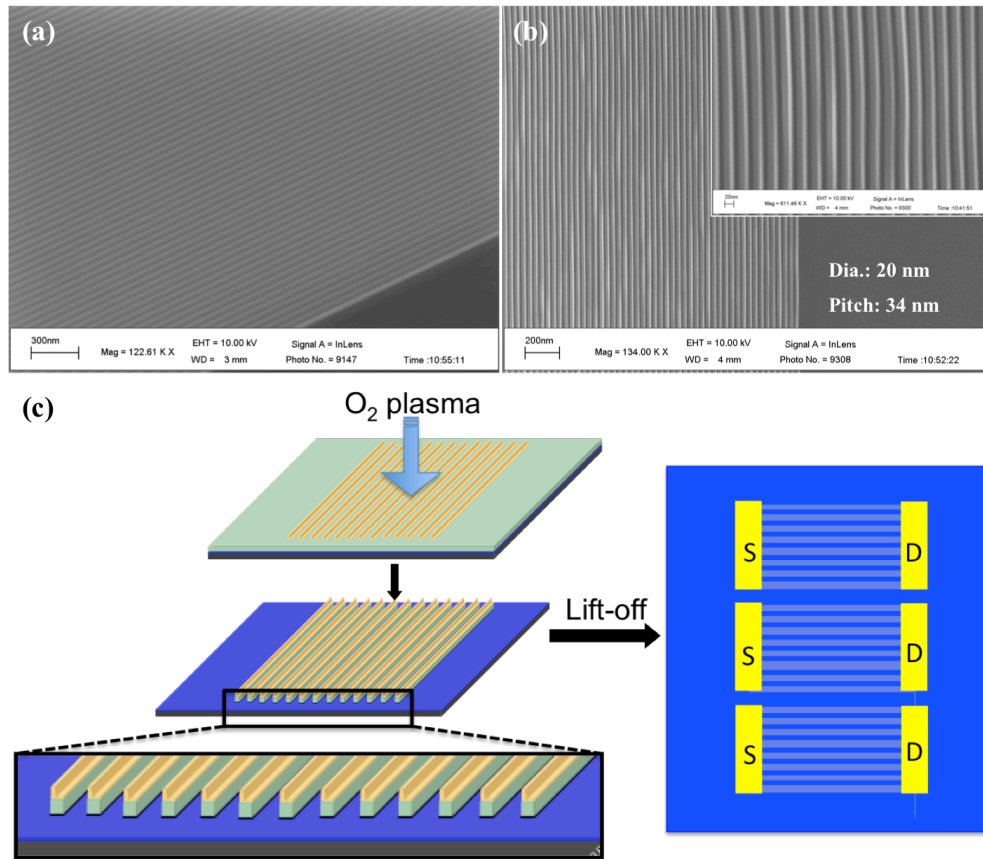 (a)
300nm
Mag = 122.61 K X
EHT = 10.00 kV
WD = 3 mm
Signal A = InLens
Photo No. = 9147
Time :10:55:11
(b)
20nm
Mag = 611.46 K X
EHT = 10.00 kV
WD = 4 mm
Signal A = InLens
Photo No. = 9300
Time :10:41:51
Dia.: 20 nm
Pitch: 34 nm
200nm
Mag = 134.00 K X
EHT = 10.00 kV
WD = 4 mm
Signal A = InLens
Photo No. = 9308
Time :10:52:22
(c)
O₂ plasma
Lift-off
S
D
S
D
S
D